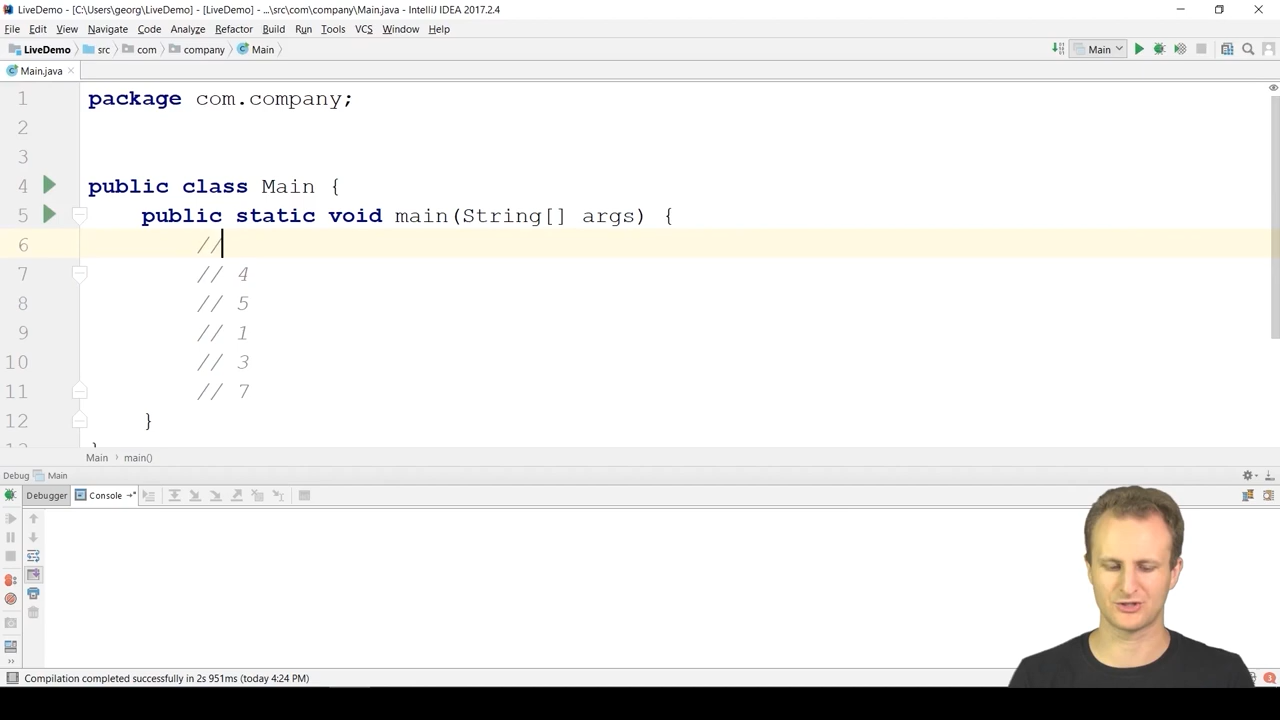 LiveDemo - [C:\Users\georg\LiveDemo] - [LiveDemo] - ...\src\com\company\Main.java - IntelliJ IDEA 2017.2.4
File Edit View Navigate Code Analyze Refactor Build Run Tools VCS Window Help
LiveDemo src com company Main Main
Main.java
1 package com.company;
2
3
4 public class Main {
5 public static void main(String[] args) {
6 //
7 // 4
8 // 5
9 // 1
10 // 3
11 // 7
12 }
Main main()
Debug Main
Debugger Console
Compilation completed successfully in 2s 951ms (today 4:24 PM)
3